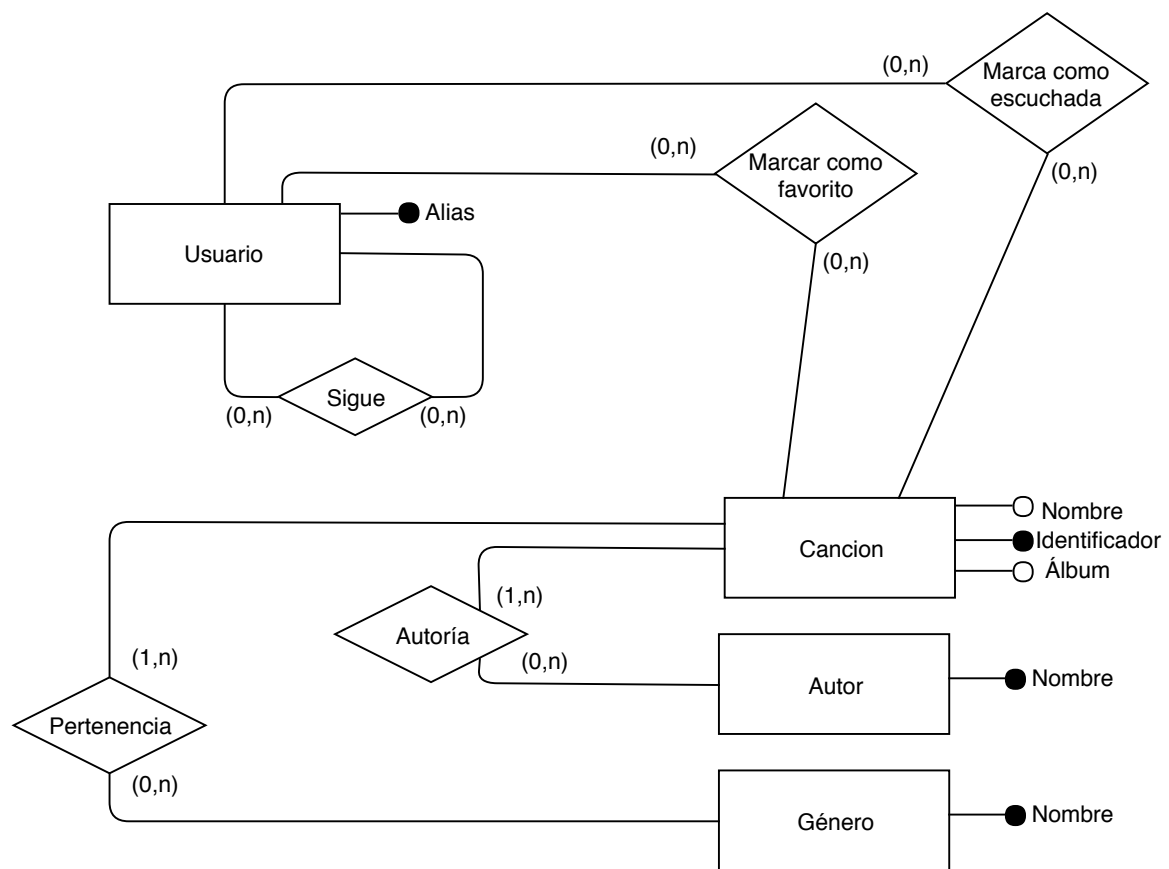 (0,n)
Marca como
escuchada
(0,n)
Marcar como
favorito
(0,n)
(0,n)
Alias
Usuario
Sigue
(0,n)
(0,n)
Nombre
Cancion
Identificador
Álbum
(1,n)
Autoría
(0,n)
(1,n)
Autor
Nombre
Pertenencia
(0,n)
Género
Nombre